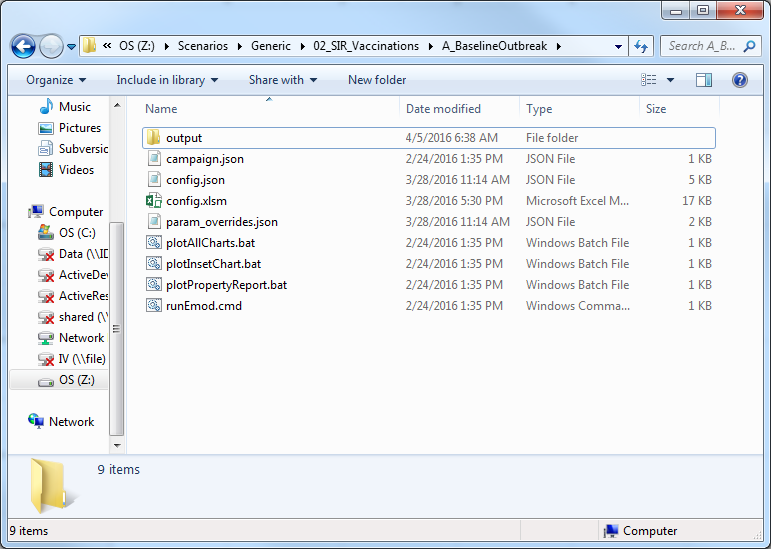 « OS (Z:) Scenarios Generic 02_SIR_Vaccinations A_BaselineOutbreak Search A_B...
Organize Include in library Share with New folder
Music
Pictures
Subversic
Videos
Computer
OS (C:)
Data (\\ID
ActiveDev
ActiveRes
shared (\\
Network
IV (\\file)
OS (Z:)
Network
Name Date modified Type Size
output 4/5/2016 6:38 AM File folder
campaign.json 2/24/2016 1:35 PM JSON File 1 KB
config.json 3/28/2016 11:14 AM JSON File 5 KB
config.xlsm 3/28/2016 5:30 PM Microsoft Excel M... 17 KB
param_overrides.json 3/28/2016 11:14 AM JSON File 2 KB
plotAllCharts.bat 2/24/2016 1:35 PM Windows Batch File 1 KB
plotInsetChart.bat 2/24/2016 1:35 PM Windows Batch File 1 KB
plotPropertyReport.bat 2/24/2016 1:35 PM Windows Batch File 1 KB
runEmod.cmd 2/24/2016 1:35 PM Windows Comma... 1 KB
9 items
9 items Computer